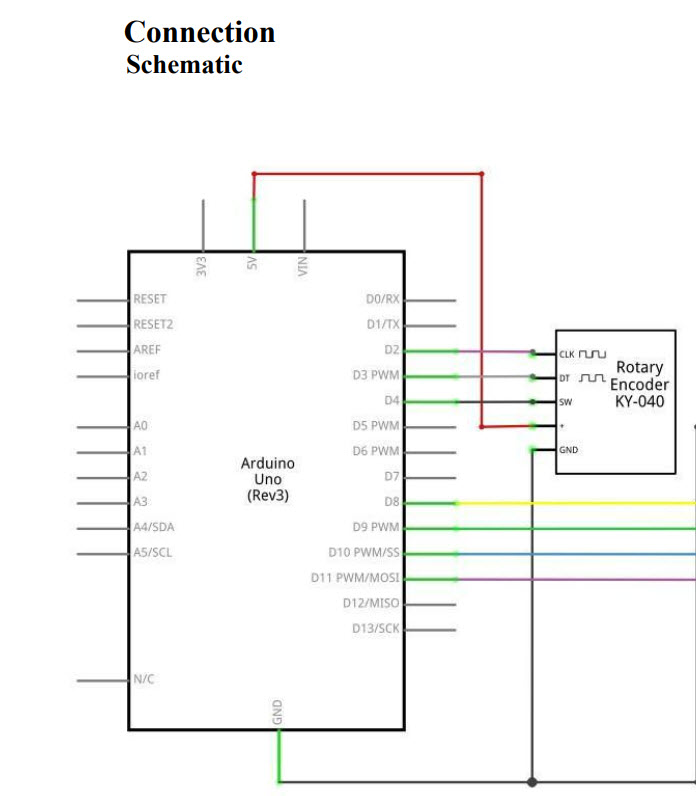 Connection
Schematic
3V3
5V
VIN
RESET
RESET2
AREF
ioref
A0
A1
A2
A3
A4/SDA
A5/SCL
N/C
Arduino
Uno
(Rev3)
D0/RX
D1/TX
D2
D3 PWM
D4
D5 PWM
D6 PWM
D7
D8
D9 PWM
D10 PWM/SS
D11 PWM/MOSI
D12/MISO
D13/SCK
GND
CLK
DT
SW
+
GND
Rotary
Encoder
KY-040